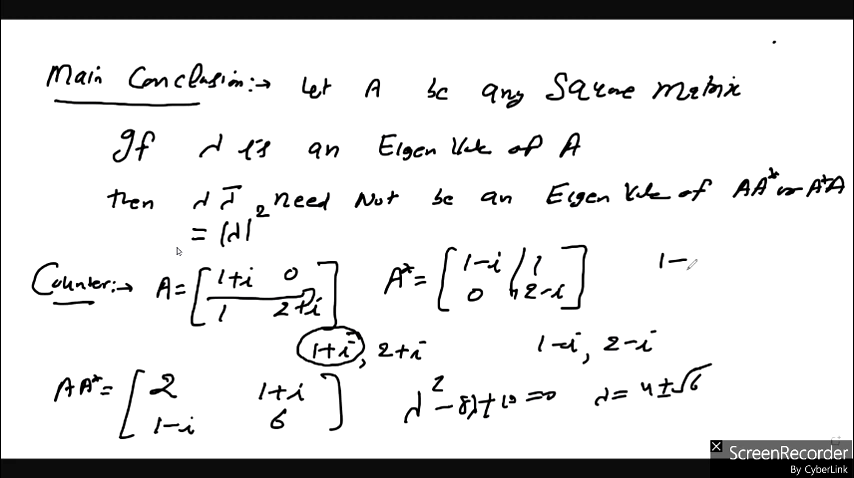 Main Conclusion:→ Let A be any Square matrix
If λ is an Eigen Value of A
then λ λ̅ need Not be an Eigen Value of AA* or A*A
= |λ|²
Counter:→ A = [1+i 0 A* = [1-i 1 1-
1 2+i] 0 2-i]
1+i, 2+i 1-i, 2-i
AA* = [2 1+i λ² - 8λ + 10 = 0 λ = 4 ± √6
1-i 6]
ScreenRecorder
By CyberLink